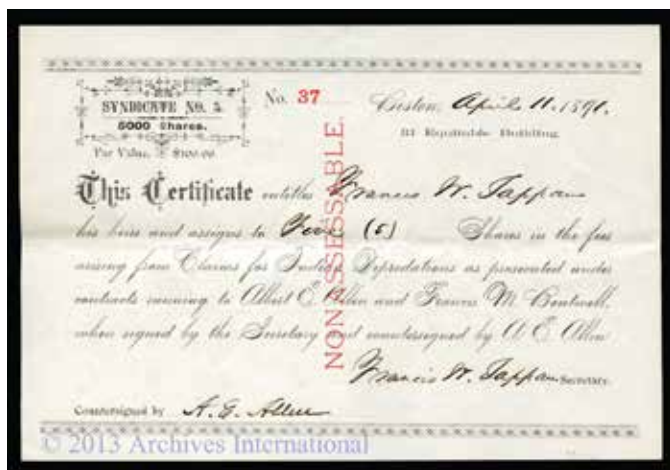 SYNDICATE No. 5.
5000 Shares.
Par Value, $100.00.
No. 37
Boston, April 11. 1891.
31 Equitable Building.
This Certificate entitles Francis W. Tappan
his heirs and assigns to Five (5) Shares in the fees
arising from Claims for Indian Depredations as prosecuted under
contracts running to Albert E. Allen and Francis M. Boutwell,
when signed by the Secretary and countersigned by A. E. Allen
NON-ASSESSABLE.
Francis W. Tappan Secretary.
Countersigned by A. E. Allen
© 2013 Archives International